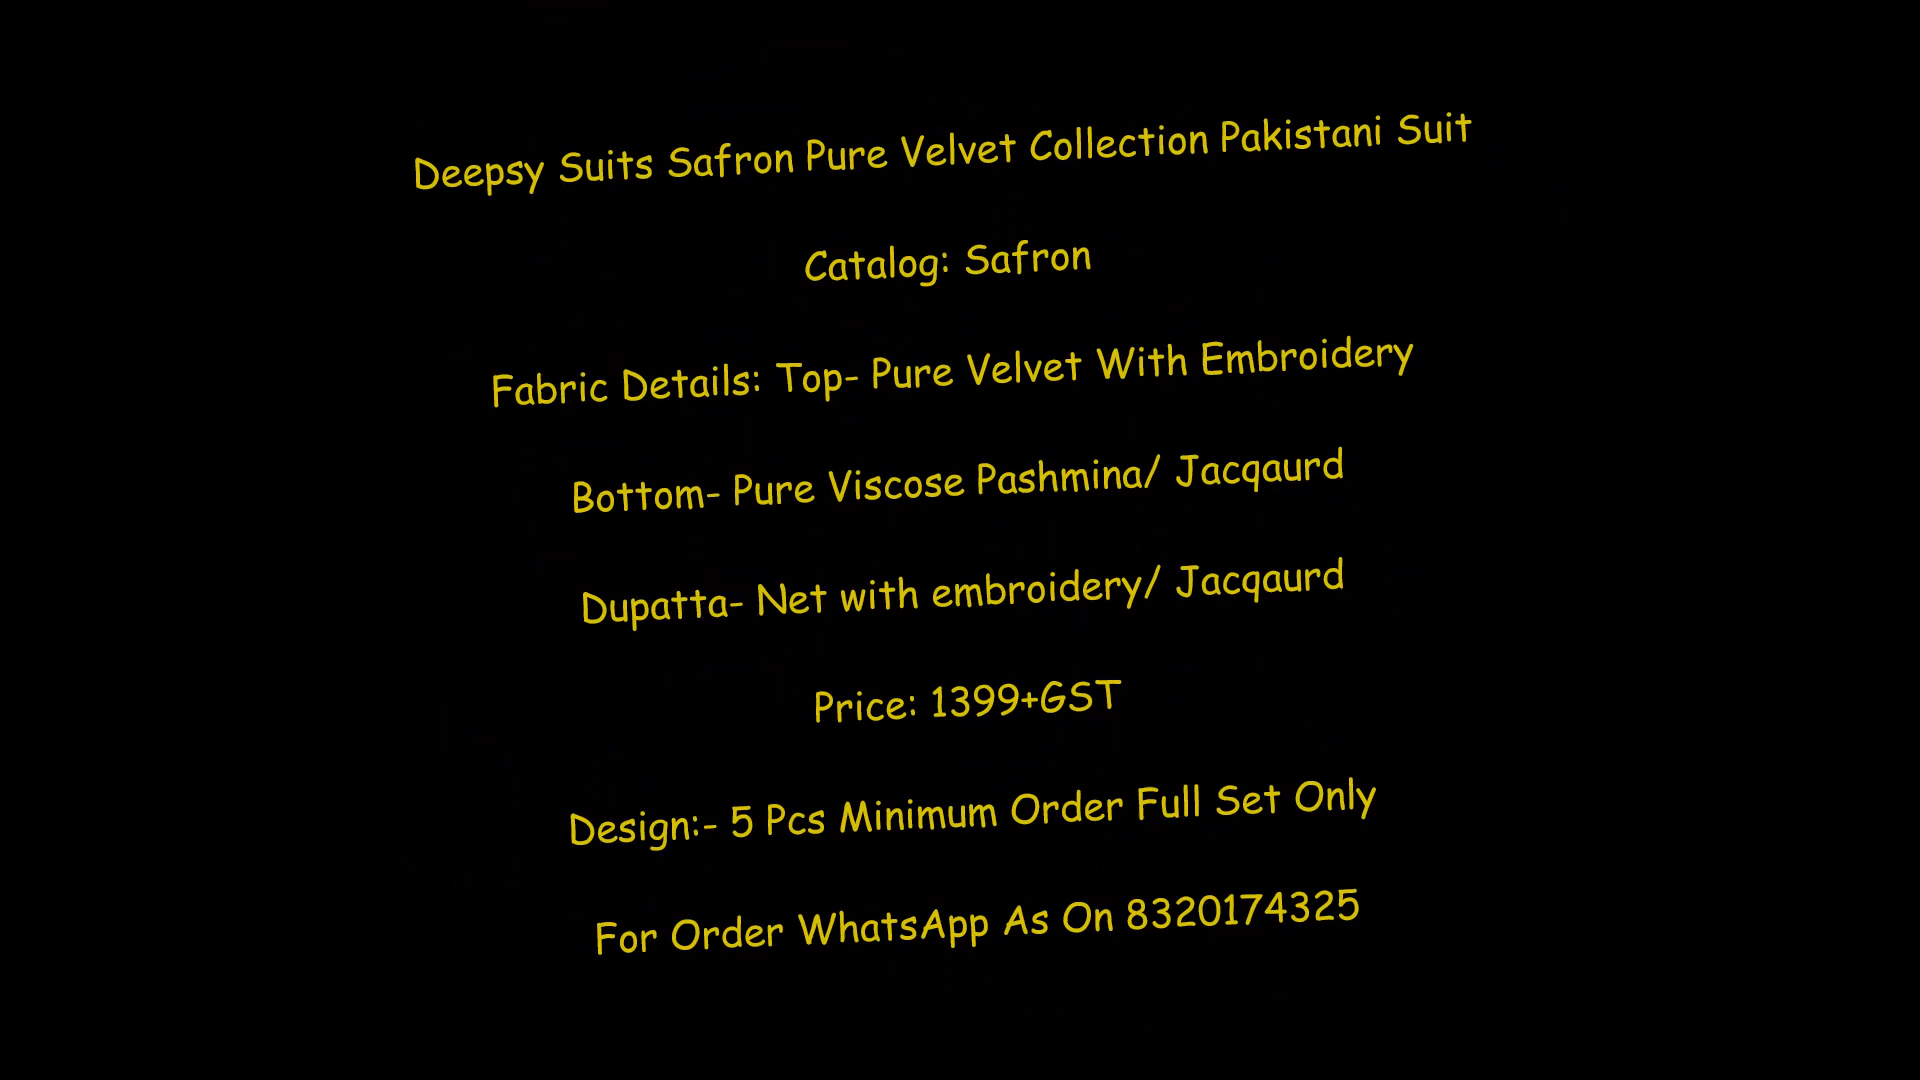 Deepsy Suits Safron Pure Velvet Collection Pakistani Suit
Catalog: Safron
Fabric Details: Top- Pure Velvet With Embroidery
Bottom- Pure Viscose Pashmina/ Jacqaurd
Dupatta- Net with embroidery/ Jacqaurd
Price: 1399+GST
Design:- 5 Pcs Minimum Order Full Set Only
For Order WhatsApp As On 8320174325